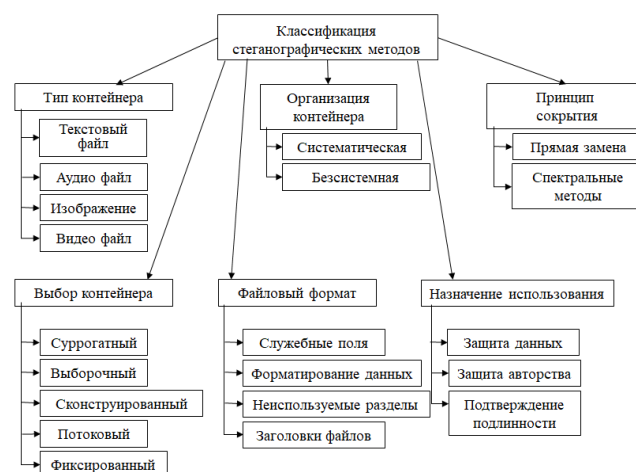 Классификация
стеганографических методов
Тип контейнера
Текстовый
файл
Аудио файл
Изображение
Видео файл
Организация
контейнера
Систематическая
Безсистемная
Принцип
сокрытия
Прямая замена
Спектральные
методы
Выбор контейнера
Суррогатный
Выборочный
Сконструированный
Потоковый
Фиксированный
Файловый формат
Служебные поля
Форматирование данных
Неиспользуемые разделы
Заголовки файлов
Назначение использования
Защита данных
Защита авторства
Подтверждение
подлинности